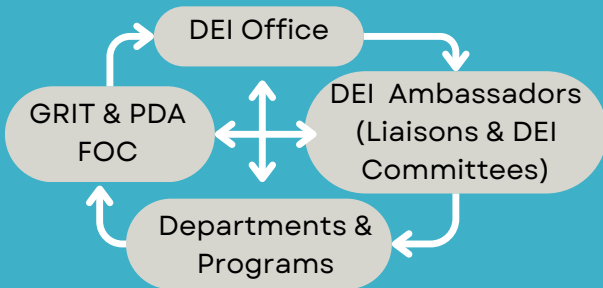 DEI Office
GRIT & PDA
FOC
DEI Ambassadors
(Liaisons & DEI
Committees)
Departments &
Programs